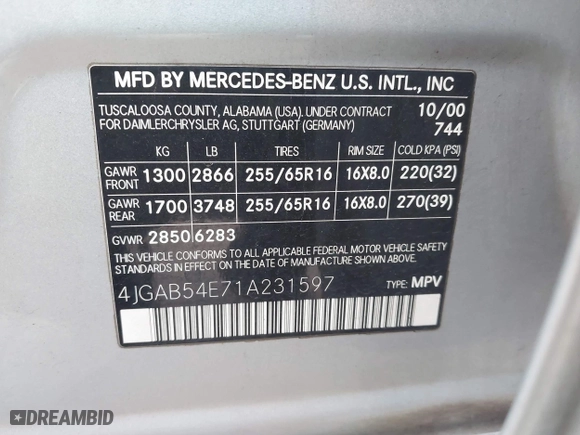 MFD BY MERCEDES-BENZ U.S. INTL., INC
TUSCALOOSA COUNTY, ALABAMA (USA). UNDER CONTRACT 10/00
FOR DAIMLERCHRYSLER AG, STUTTGART (GERMANY) 744
KG LB TIRES RIM SIZE COLD KPA (PSI)
GAWR FRONT 1300 2866 255/65R16 16X8.0 220(32)
GAWR REAR 1700 3748 255/65R16 16X8.0 270(39)
GVWR 2850 6283
THIS VEHICLE CONFORMS TO ALL APPLICABLE FEDERAL MOTOR VEHICLE SAFETY
STANDARDS IN EFFECT ON THE DATE OF MANUFACTURE SHOWN ABOVE.
4JGAB54E71A231597 TYPE: MPV
DREAMBID